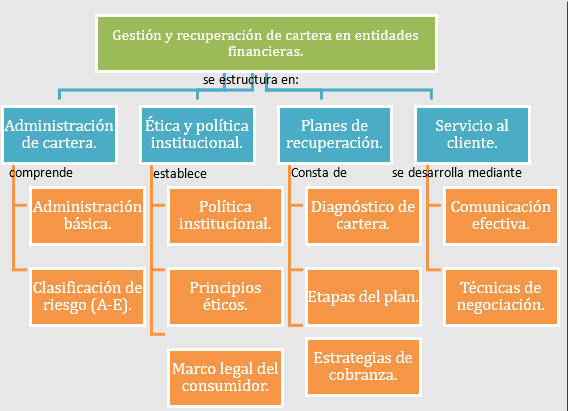 Gestión y recuperación de cartera en entidades
financieras.
se estructura en:
Administración
de cartera.
Ética y política
institucional.
Planes de
recuperación.
Servicio al
cliente.
comprende
establece
Consta de
se desarrolla mediante
Administración
básica.
Política
institucional.
Diagnóstico de
cartera.
Comunicación
efectiva.
Clasificación de
riesgo (A-E).
Principios
éticos.
Etapas del plan.
Técnicas de
negociación.
Marco legal del
consumidor.
Estrategias de
cobranza.